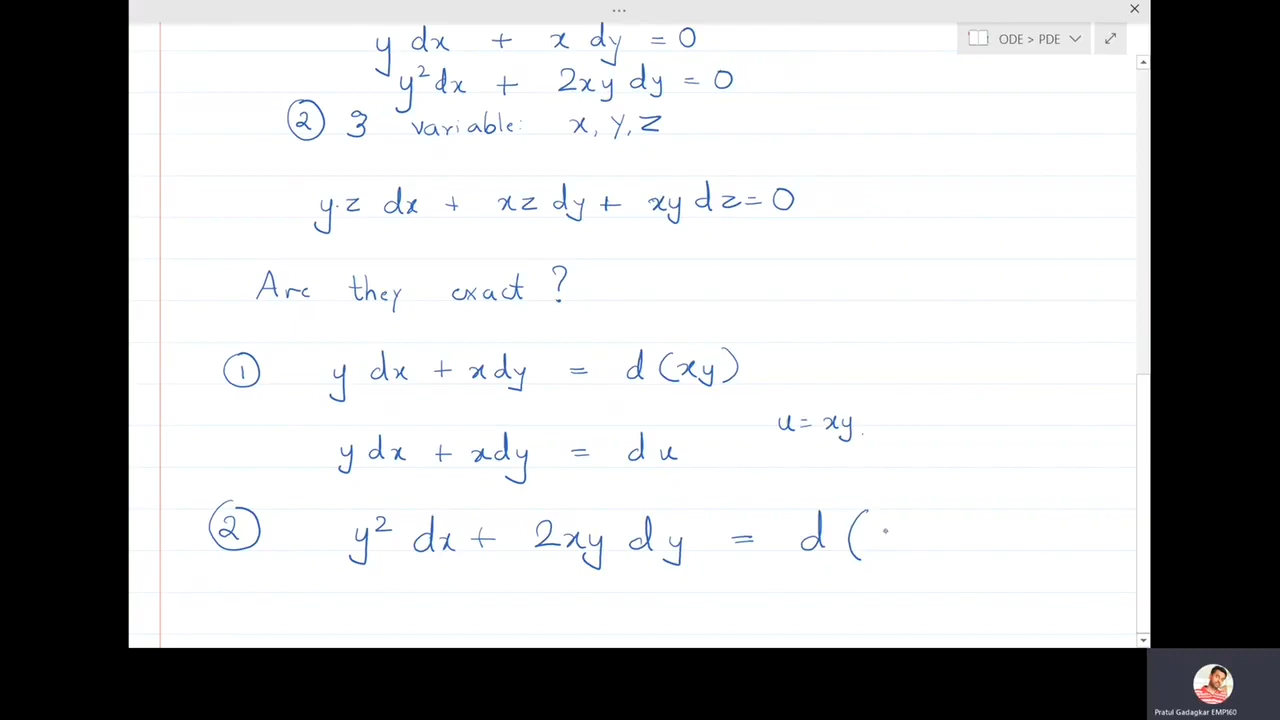 ...
ODE > PDE
y dx + x dy = 0
y² dx + 2xy dy = 0
② 3 variable: x, y, z
y·z dx + xz dy + xy dz = 0
Are they exact ?
① y dx + x dy = d (xy)
u = xy.
y dx + x dy = d u
② y² dx + 2xy dy = d (
Pratul Gadagkar EMP160